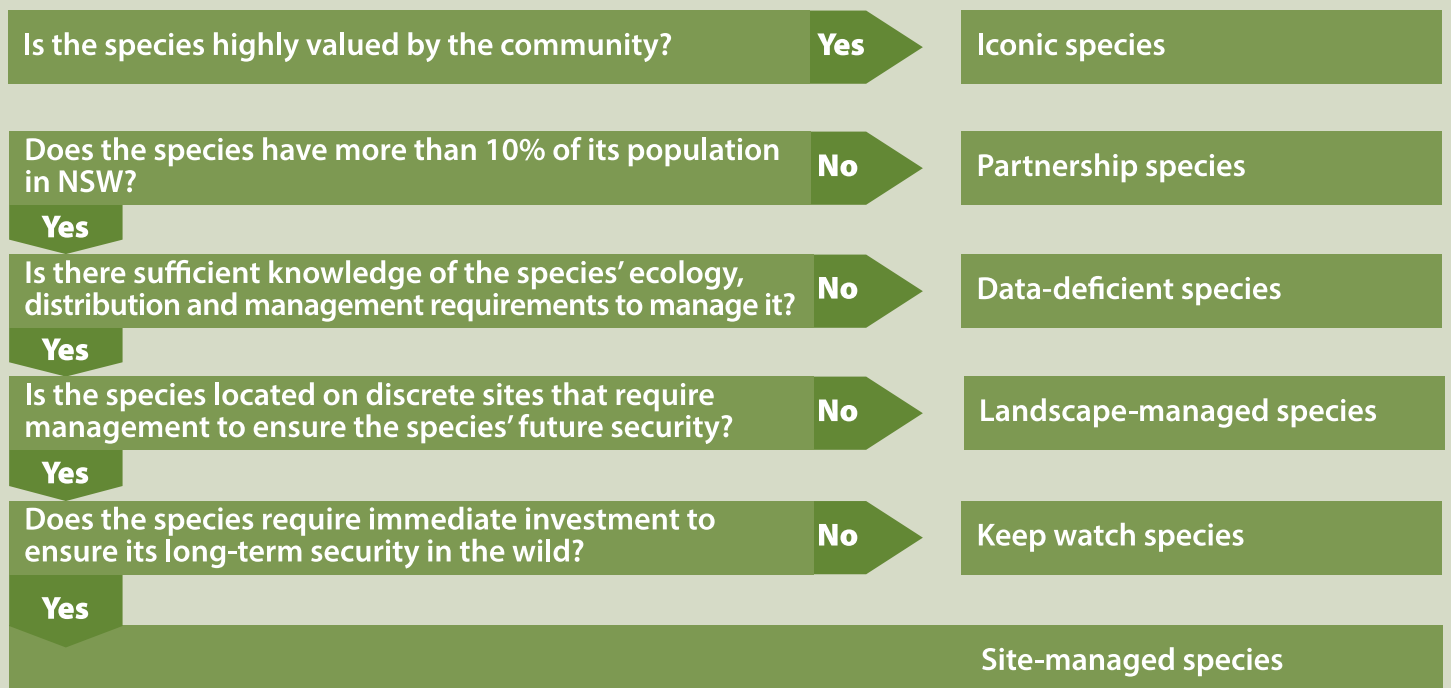 Is the species highly valued by the community?
Yes
Iconic species
Does the species have more than 10% of its population
in NSW?
No
Partnership species
Yes
Is there sufficient knowledge of the species’ ecology,
distribution and management requirements to manage it?
No
Data-deficient species
Yes
Is the species located on discrete sites that require
management to ensure the species’ future security?
No
Landscape-managed species
Yes
Does the species require immediate investment to
ensure its long-term security in the wild?
No
Keep watch species
Yes
Site-managed species